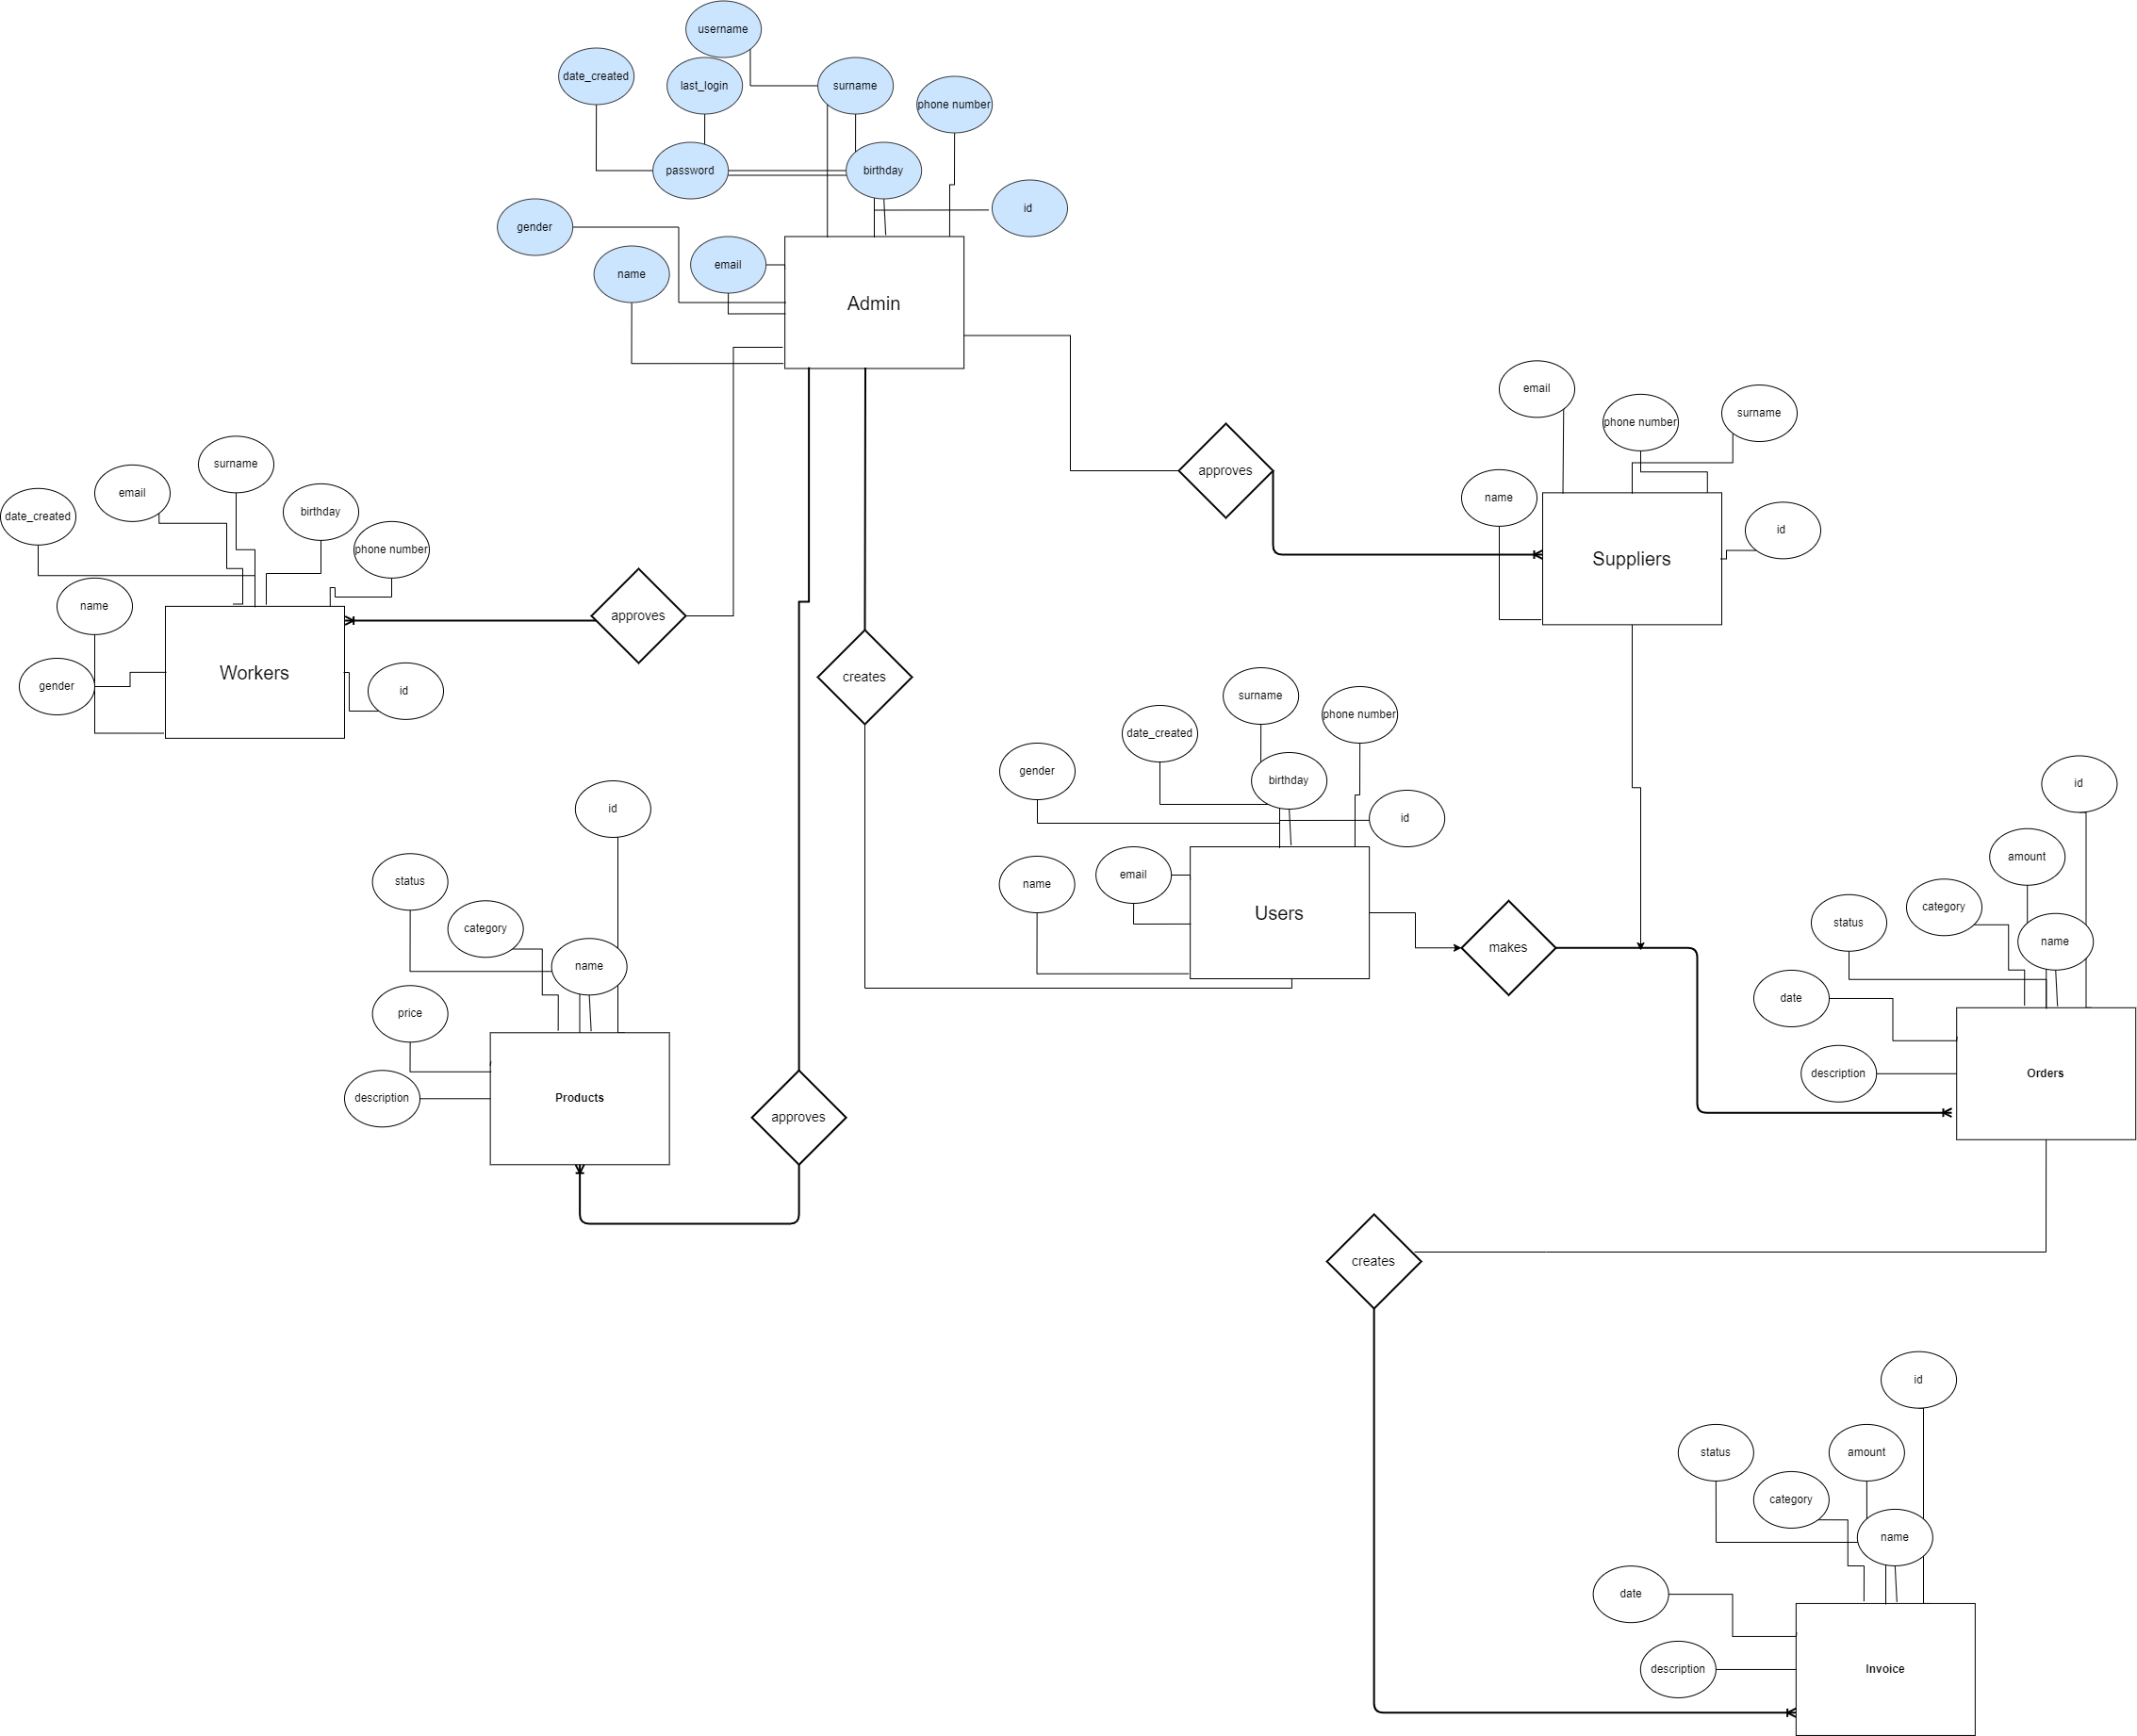 username
date_created
last_login
surname
phone number
password
birthday
id
gender
name
email
Admin
email
phone number
surname
approves
name
id
Suppliers
surname
email
birthday
date_created
phone number
name
approves
gender
Workers
id
creates
surname
phone number
date_created
gender
birthday
id
name
email
Users
makes
id
status
category
name
price
description
Products
approves
id
amount
category
status
name
date
description
Orders
creates
id
status
amount
category
name
date
description
Invoice